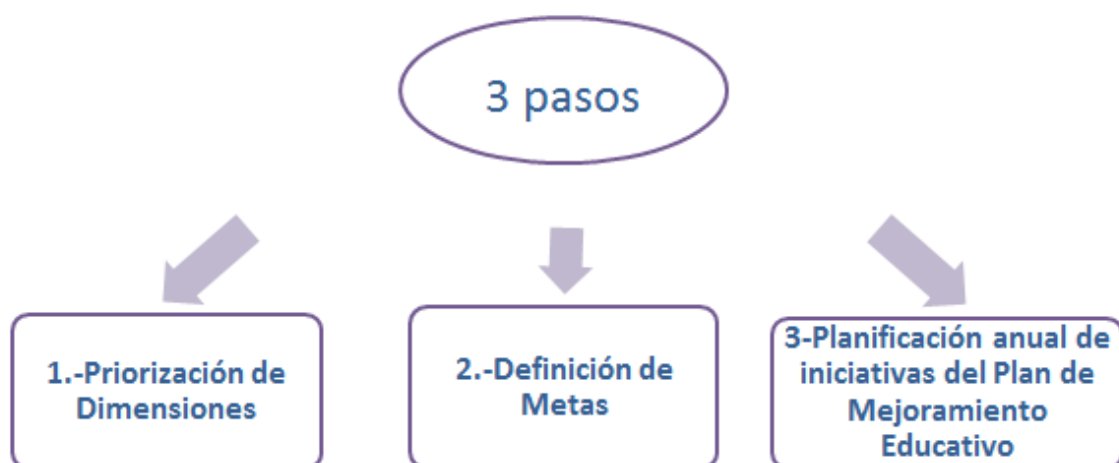 3 pasos
1.-Priorización de
Dimensiones
2.-Definición de
Metas
3-Planificación anual de
iniciativas del Plan de
Mejoramiento
Educativo